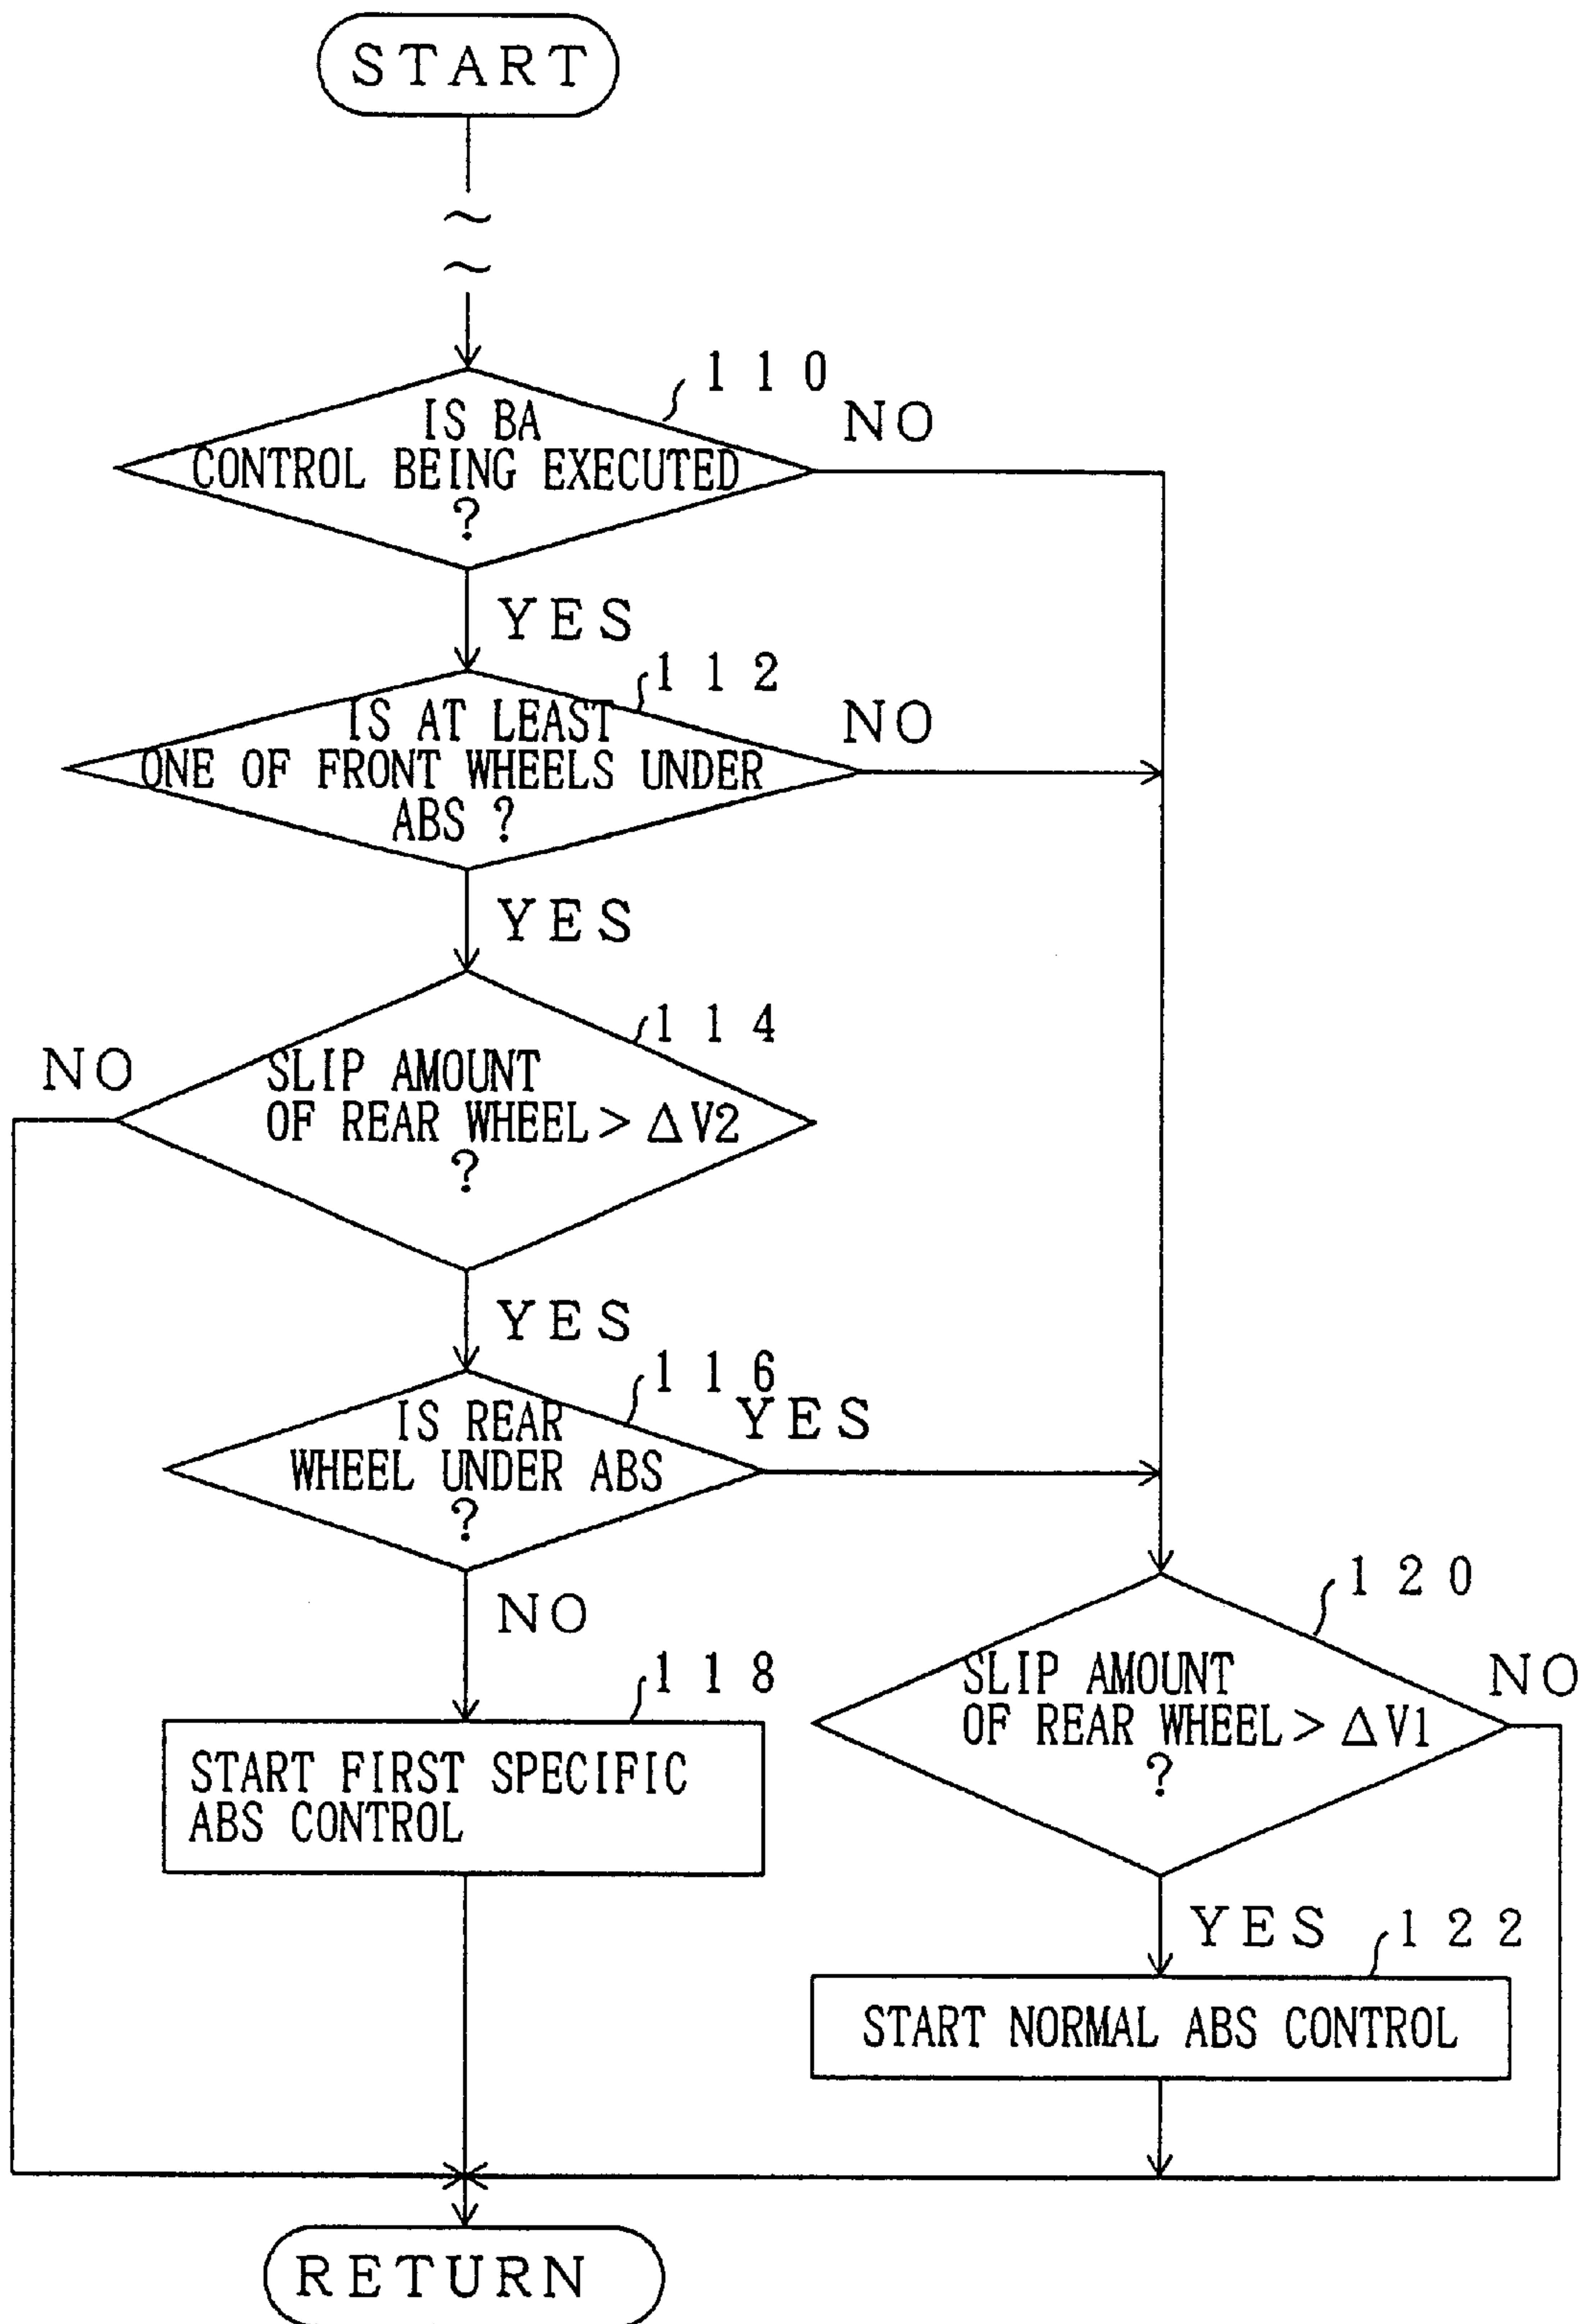 START
110
IS BA
CONTROL BEING EXECUTED
?
NO
YES
112
IS AT LEAST
ONE OF FRONT WHEELS UNDER
ABS ?
NO
YES
114
SLIP AMOUNT
OF REAR WHEEL > ΔV2
?
NO
YES
116
IS REAR
WHEEL UNDER ABS
?
YES
NO
118
START FIRST SPECIFIC
ABS CONTROL
120
SLIP AMOUNT
OF REAR WHEEL > ΔV1
?
NO
YES
122
START NORMAL ABS CONTROL
RETURN